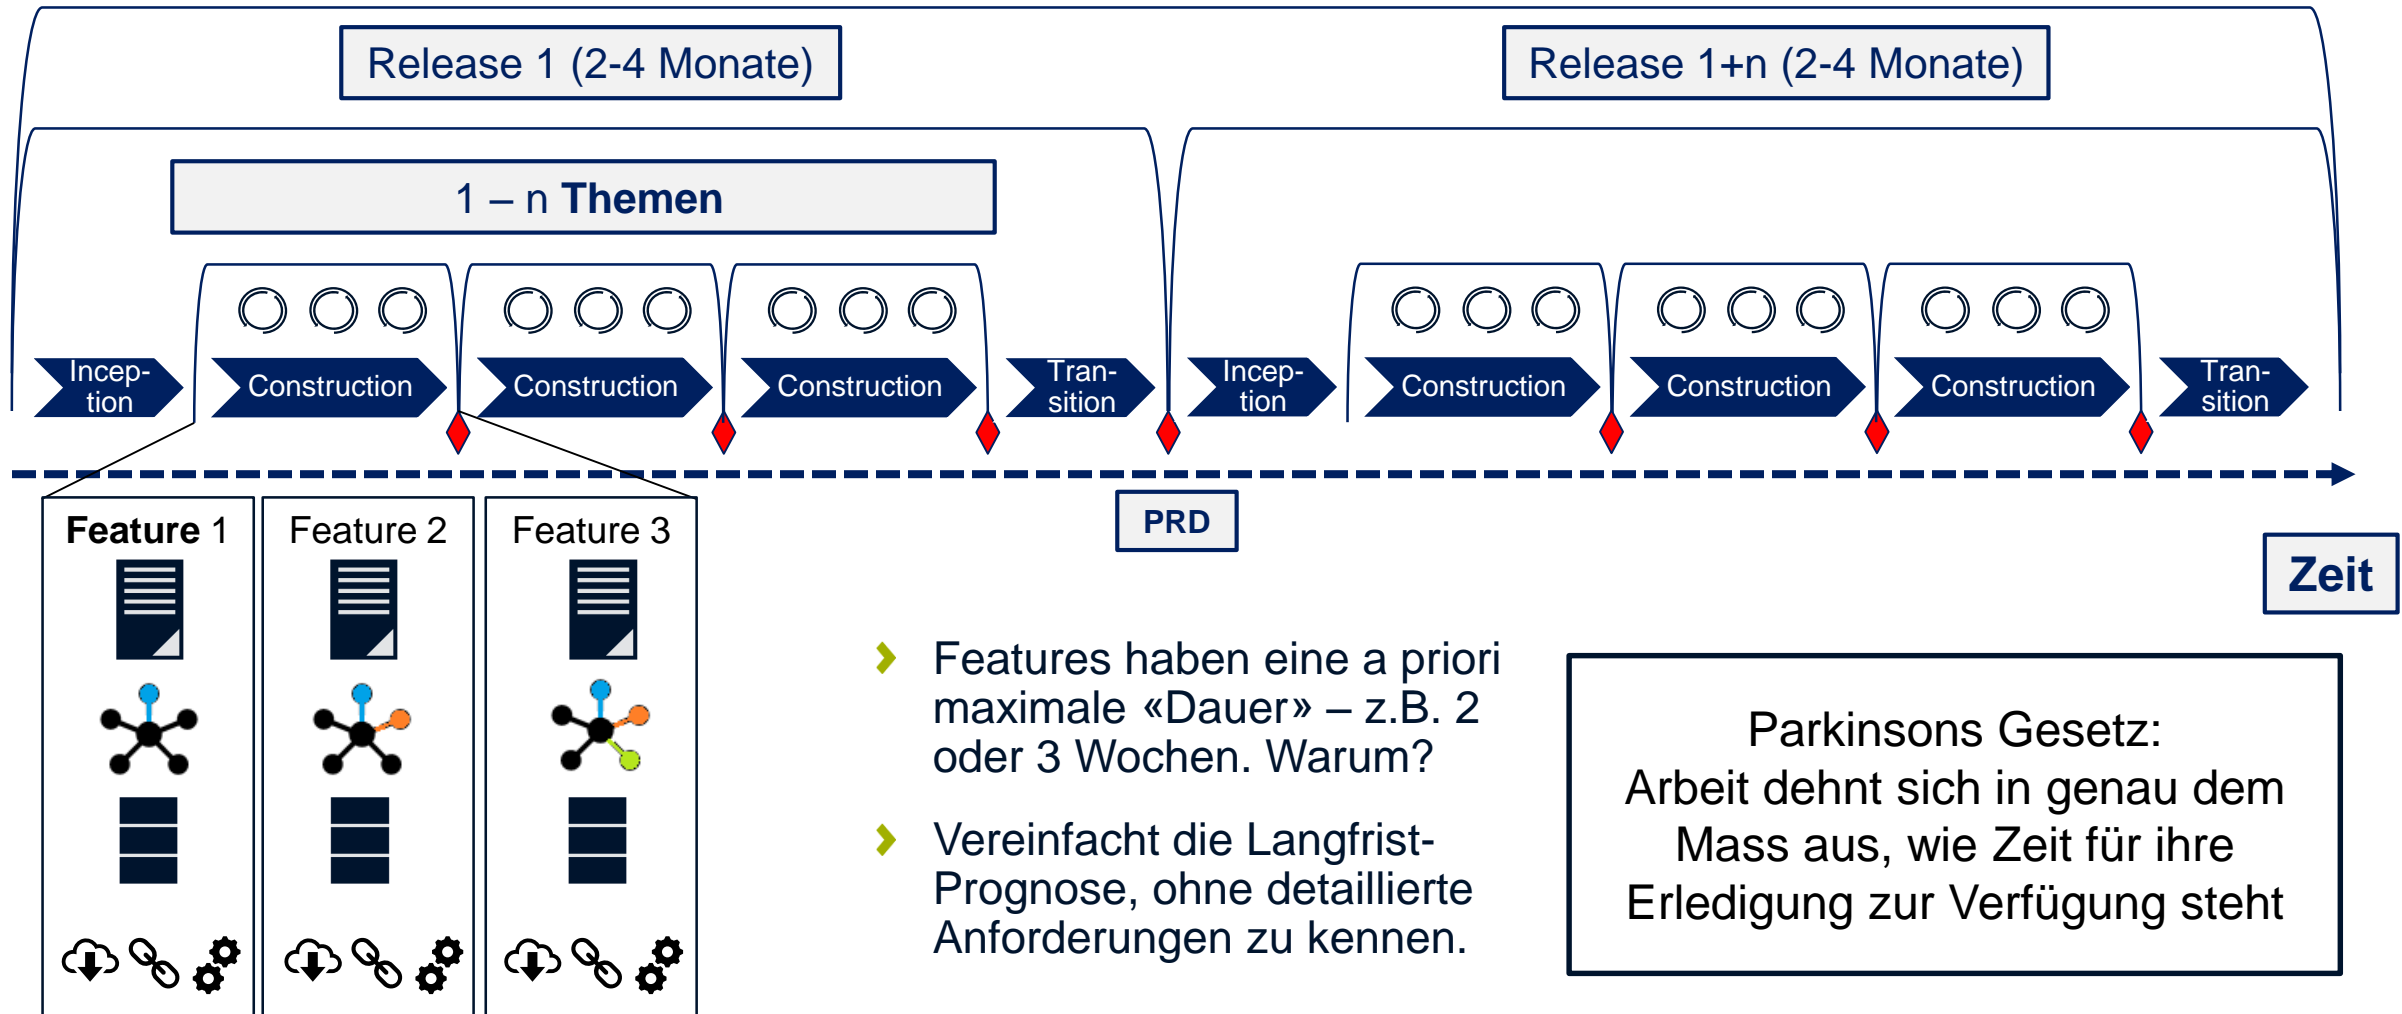 Release 1 (2-4 Monate)
Release 1+n (2-4 Monate)
1 – n Themen
Incep-
tion
Construction
Construction
Construction
Tran-
sition
Incep-
tion
Construction
Construction
Construction
Tran-
sition
Feature 1
Feature 2
Feature 3
PRD
Zeit
Features haben eine a priori
maximale «Dauer» – z.B. 2
oder 3 Wochen. Warum?
Vereinfacht die Langfrist-
Prognose, ohne detaillierte
Anforderungen zu kennen.
Parkinsons Gesetz:
Arbeit dehnt sich in genau dem
Mass aus, wie Zeit für ihre
Erledigung zur Verfügung steht